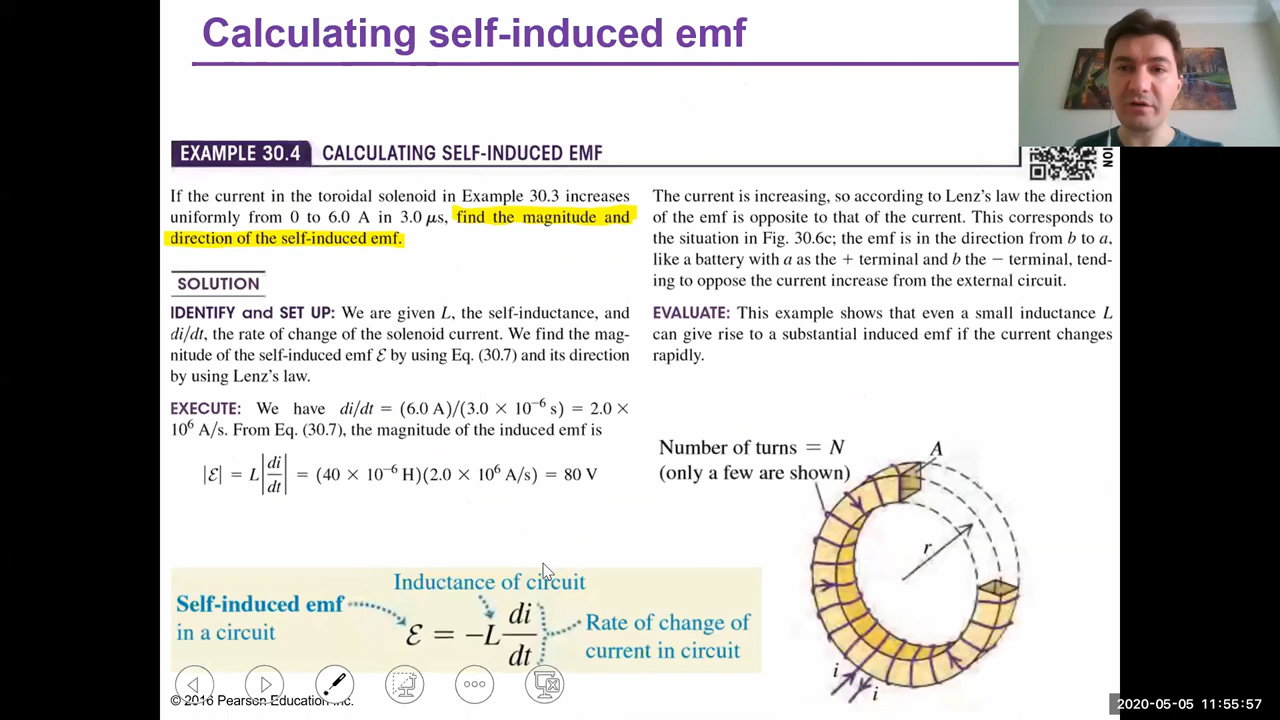 Calculating self-induced emf
EXAMPLE 30.4 CALCULATING SELF-INDUCED EMF
If the current in the toroidal solenoid in Example 30.3 increases
uniformly from 0 to 6.0 A in 3.0 μs, find the magnitude and
direction of the self-induced emf.
SOLUTION
IDENTIFY and SET UP: We are given L, the self-inductance, and
di/dt, the rate of change of the solenoid current. We find the mag-
nitude of the self-induced emf ℰ by using Eq. (30.7) and its direction
by using Lenz's law.
EXECUTE: We have di/dt = (6.0 A)/(3.0 × 10⁻⁶ s) = 2.0 ×
10⁶ A/s. From Eq. (30.7), the magnitude of the induced emf is
|ℰ| = L|di/dt| = (40 × 10⁻⁶ H)(2.0 × 10⁶ A/s) = 80 V
The current is increasing, so according to Lenz's law the direction
of the emf is opposite to that of the current. This corresponds to
the situation in Fig. 30.6c; the emf is in the direction from b to a,
like a battery with a as the + terminal and b the − terminal, tend-
ing to oppose the current increase from the external circuit.
EVALUATE: This example shows that even a small inductance L
can give rise to a substantial induced emf if the current changes
rapidly.
ION
Number of turns = N
(only a few are shown)
A
r
i
i
Inductance of circuit
Self-induced emf
in a circuit
ℰ = −L di/dt
Rate of change of
current in circuit
© 2016 Pearson Education Inc.
2020-05-05 11:55:57